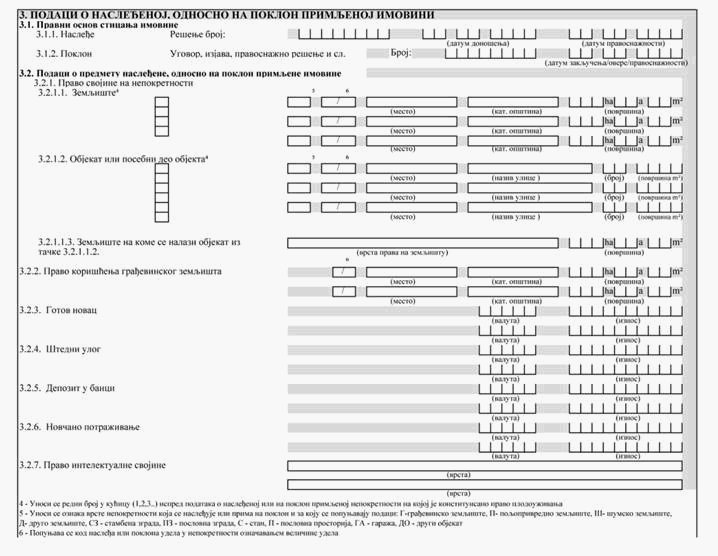 3. ПОДАЦИ О НАСЛЕЂЕНОЈ, ОДНОСНО НА ПОКЛОН ПРИМЉЕНОЈ ИМОВИНИ
3.1. Правни основ стицања имовине
3.1.1. Наслеђе Решење број:
(датум доношења) (датум правоснажности)
3.1.2. Поклон Уговор, изјава, правоснажно решење и сл. Број:
(датум закључења/овере/правоснажности)
3.2. Подаци о предмету наслеђене, односно на поклон примљене имовине
3.2.1. Право својине на непокретности
5 6
3.2.1.1. Земљиште⁴
/ ha a m²
(место) (кат. општина) (површина)
/ ha a m²
(место) (кат. општина) (површина)
/ ha a m²
(место) (кат. општина) (површина)
5 6
3.2.1.2. Објекат или посебни део објекта⁴
/
(место) (назив улице ) (број) (површина m²)
/
(место) (назив улице ) (број) (површина m²)
/
(место) (назив улице ) (број) (површина m²)
3.2.1.1.3. Земљиште на коме се налази објекат из ha a m²
тачке 3.2.1.1.2. (врста права на земљишту) (површина)
6
3.2.2. Право коришћења грађевинског земљишта / ha a m²
(место) (кат. општина) (површина)
/ ha a m²
(место) (кат. општина) (површина)
3.2.3. Готов новац
(валута) (износ)
(валута) (износ)
3.2.4. Штедни улог
(валута) (износ)
(валута) (износ)
3.2.5. Депозит у банци
(валута) (износ)
(валута) (износ)
3.2.6. Новчано потраживање
(валута) (износ)
(валута) (износ)
3.2.7. Право интелектуалне својине
(врста)
(врста)
4 - Уноси се редни број у кућицу (1,2,3..) испред података о наслеђеној или на поклон примљеној непокретности на којој је конституисано право плодоуживања
5 - Уноси се ознака врсте непокретности која се наслеђује или прима на поклон и за коју се попуњавају подаци: Г-грађевинско земљиште, П- пољопривредно земљиште, Ш- шумско земљиште,
Д- друго земљиште, СЗ - стамбена зграда, ПЗ - пословна зграда, С - стан, П - пословна просторија, ГА - гаража, ДО - други објекат
6 - Попуњава се код наслеђа или поклона удела у непокретности означавањем величине удела